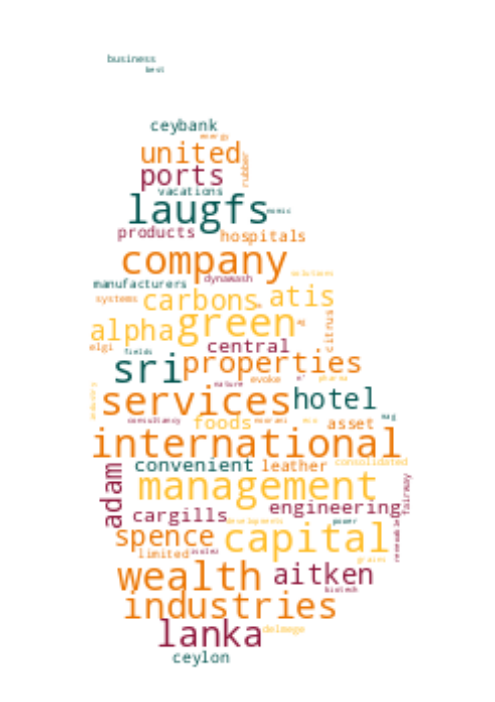 business
best
ceybank
energy
united
rubber
ports
vacations
laugfs
products
hospitals
company
solutions
manufacturers
dynawash
systems
carbons
atis
alpha
green
citrus
elgi
fields
central
sri
properties
nature
evoke
pharma
services
hotel
industry
consultancy
foods
asset
international
convenient
leather
consolidated
adam
management
fairway
cargills
engineering
developments
power
renewable
spence
capital
limited
wealth
aitken
biotech
industries
lanka
delmege
ceylon